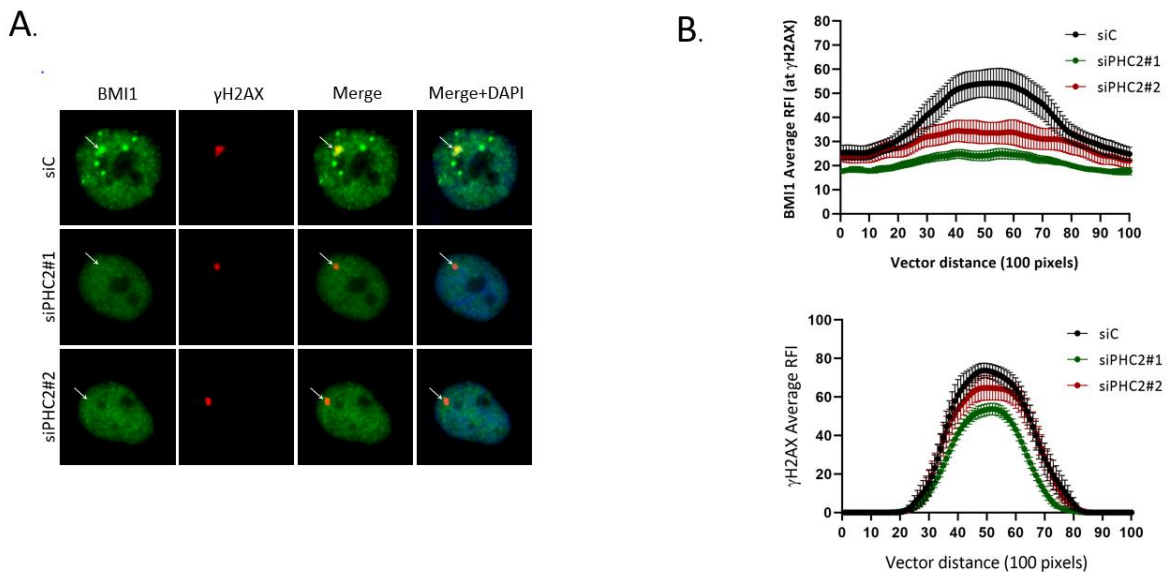 A.
BMI1 γH2AX Merge Merge+DAPI
siC
siPHC2#1
siPHC2#2
B.
BMI1 Average RFI (at γH2AX)
80
70
60
50
40
30
20
10
0
0 10 20 30 40 50 60 70 80 90 100
Vector distance (100 pixels)
siC
siPHC2#1
siPHC2#2
γH2AX Average RFI
100
80
60
40
20
0
0 10 20 30 40 50 60 70 80 90 100
Vector distance (100 pixels)
siC
siPHC2#1
siPHC2#2